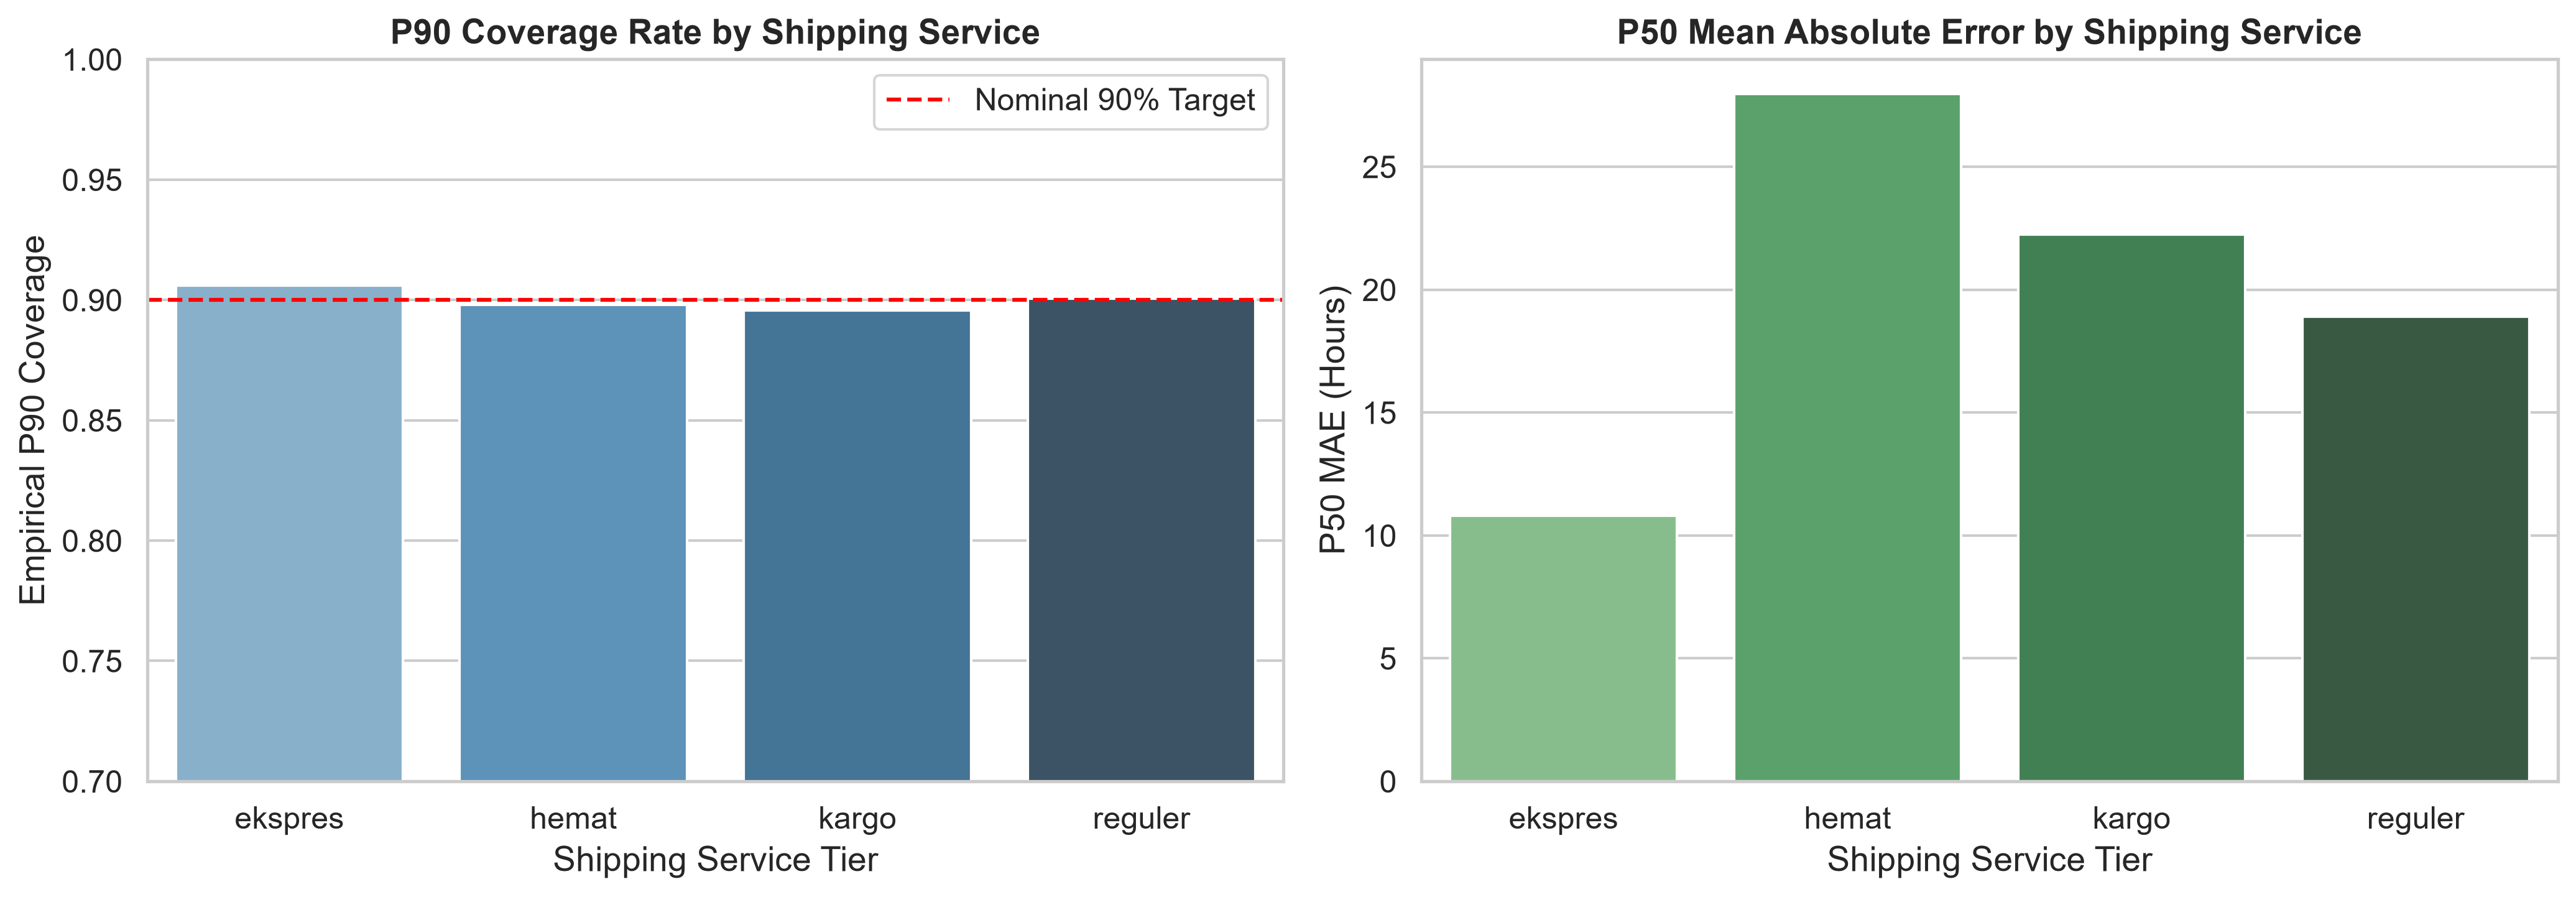 P90 Coverage Rate by Shipping Service
1.00
0.95
0.90
0.85
0.80
0.75
0.70
Empirical P90 Coverage
Nominal 90% Target
ekspres hemat kargo reguler
Shipping Service Tier
P50 Mean Absolute Error by Shipping Service
25
20
15
10
5
0
P50 MAE (Hours)
ekspres hemat kargo reguler
Shipping Service Tier